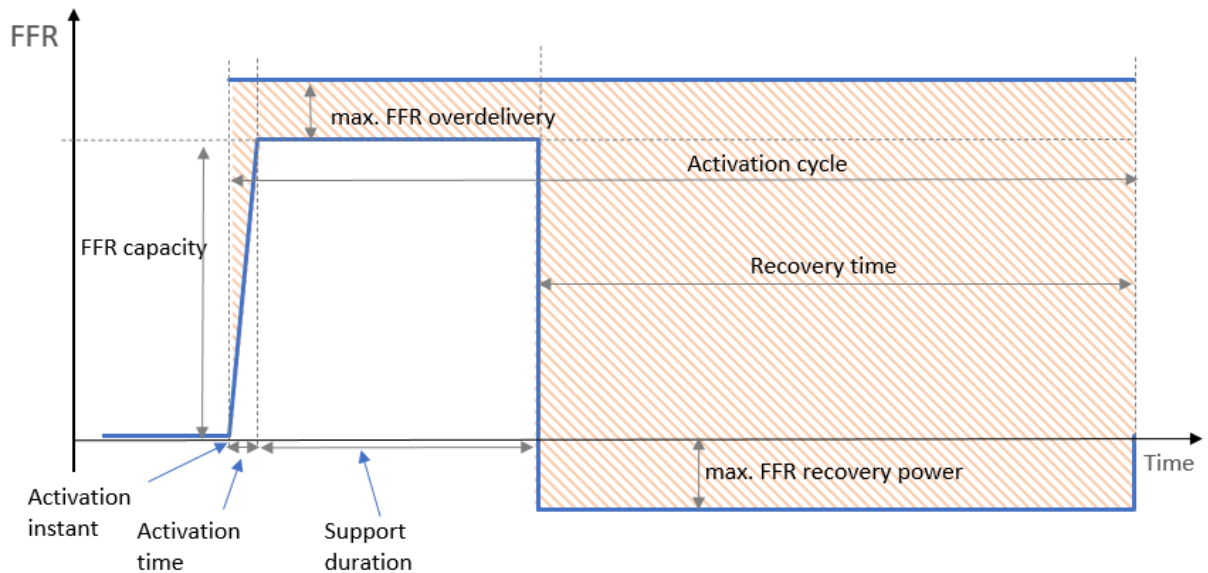 FFR
max. FFR overdelivery
Activation cycle
FFR capacity
Recovery time
max. FFR recovery power
Time
Activation
instant
Activation
time
Support
duration